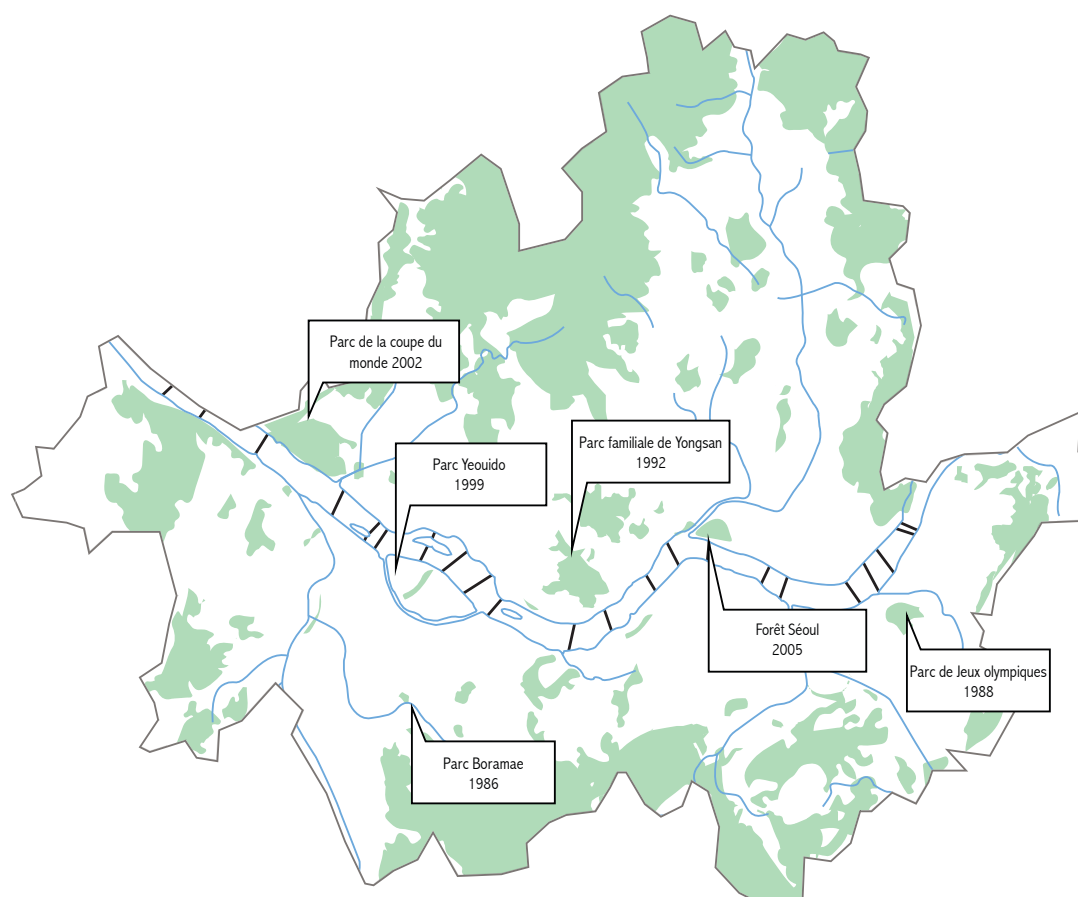 Parc de la coupe du
monde 2002
Parc familiale de Yongsan
1992
Parc Yeouido
1999
Forêt Séoul
2005
Parc de Jeux olympiques
1988
Parc Boramae
1986